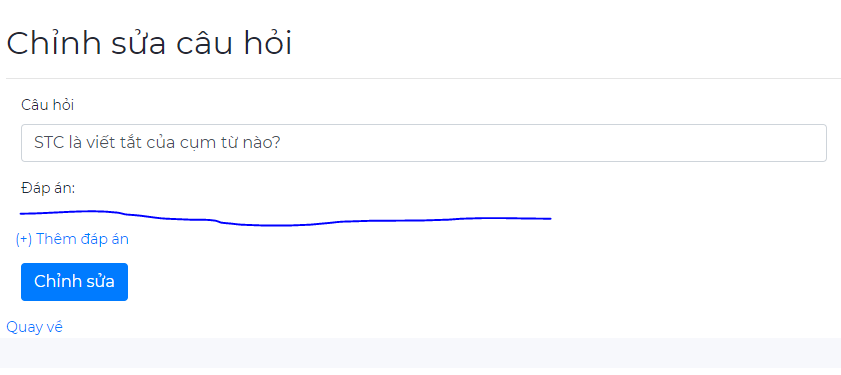 Chỉnh sửa câu hỏi
Câu hỏi
STC là viết tắt của cụm từ nào?
Đáp án:
(+) Thêm đáp án
Chỉnh sửa
Quay về